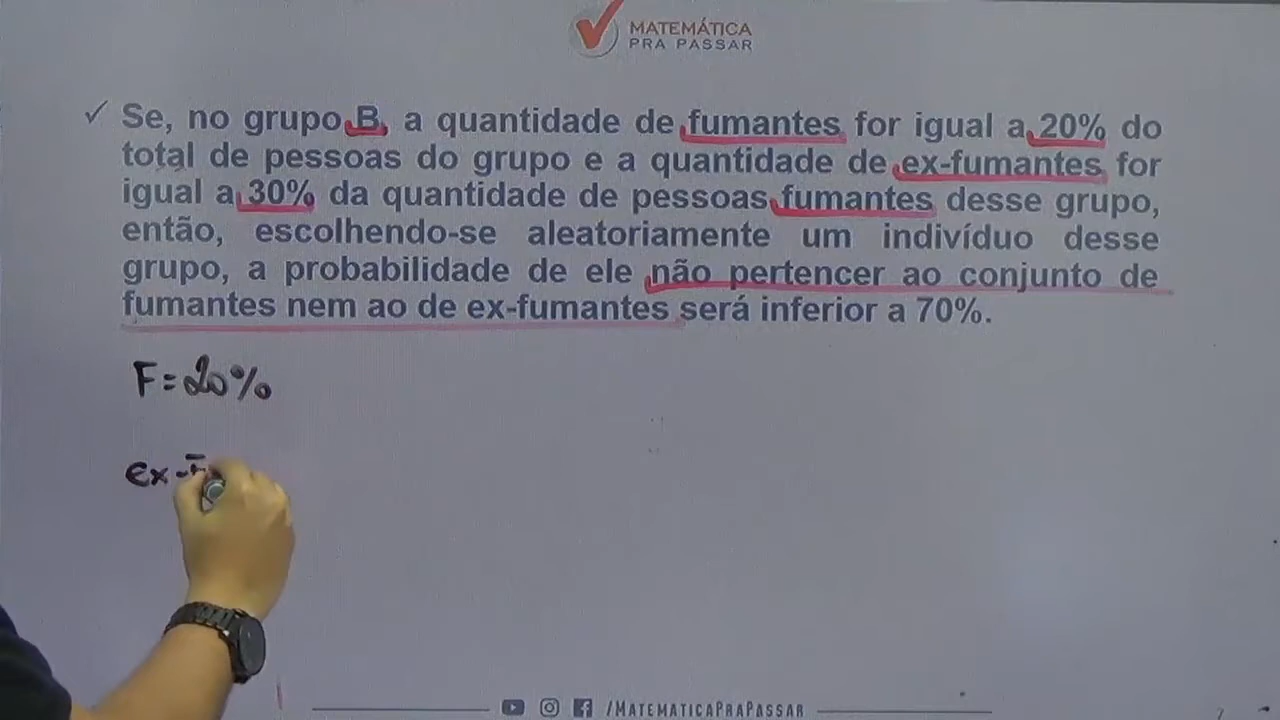 MATEMÁTICA
PRA PASSAR
✓ Se, no grupo B, a quantidade de fumantes for igual a 20% do
total de pessoas do grupo e a quantidade de ex-fumantes for
igual a 30% da quantidade de pessoas fumantes desse grupo,
então, escolhendo-se aleatoriamente um indivíduo desse
grupo, a probabilidade de ele não pertencer ao conjunto de
fumantes nem ao de ex-fumantes será inferior a 70%.
F = 20%
ex-F
/MATEMATICAPRAPASSAR